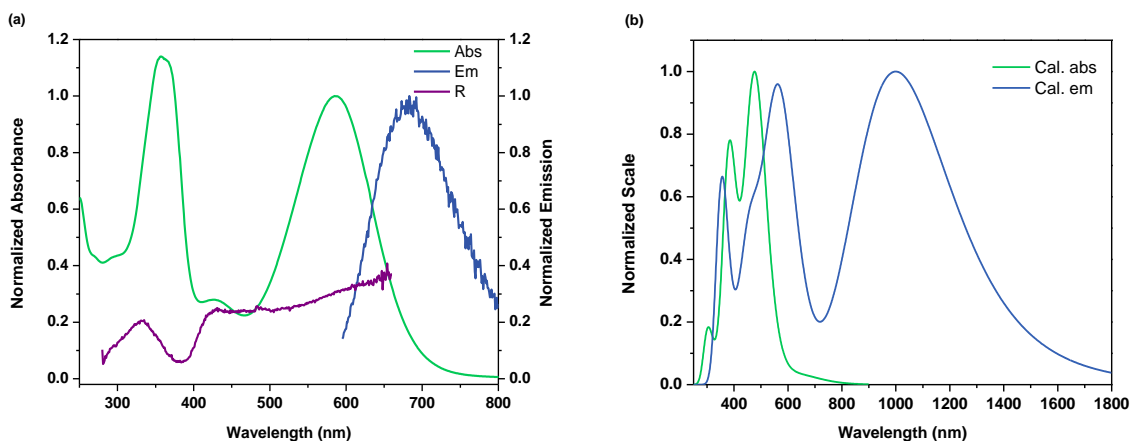 (a)
1.2
1.0
0.8
0.6
0.4
0.2
0.0
Normalized Absorbance
Abs
Em
R
1.2
1.0
0.8
0.6
0.4
0.2
0.0
Normalized Emission
300 400 500 600 700 800
Wavelength (nm)
(b)
1.0
0.8
0.6
0.4
0.2
0.0
Normalized Scale
Cal. abs
Cal. em
400 600 800 1000 1200 1400 1600 1800
Wavelength (nm)